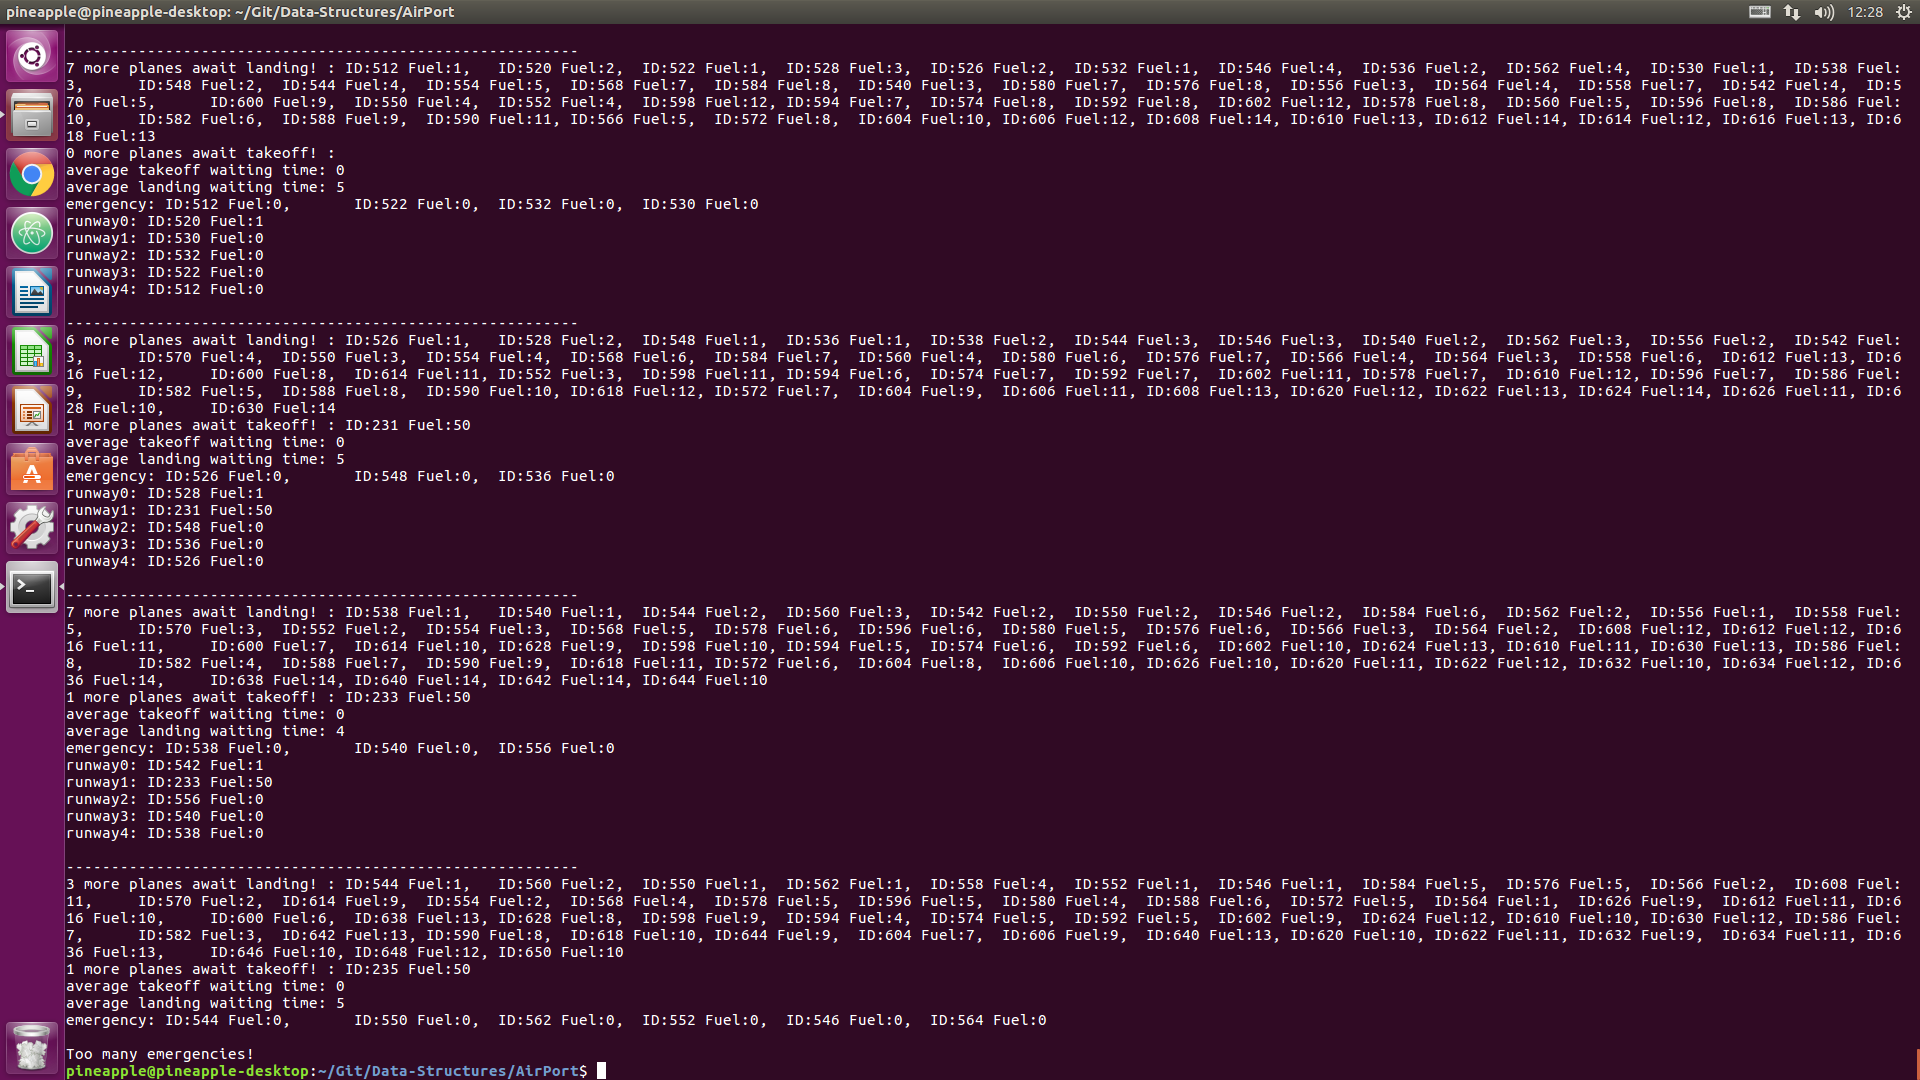 pineapple@pineapple-desktop: ~/Git/Data-Structures/AirPort
12:28
---------------------------------------------------------
7 more planes await landing! : ID:512 Fuel:1,   ID:520 Fuel:2,  ID:522 Fuel:1,  ID:528 Fuel:3,  ID:526 Fuel:2,  ID:532 Fuel:1,  ID:546 Fuel:4,  ID:536 Fuel:2,  ID:562 Fuel:4,  ID:530 Fuel:1,  ID:538 Fuel:
3,      ID:548 Fuel:2,  ID:544 Fuel:4,  ID:554 Fuel:5,  ID:568 Fuel:7,  ID:584 Fuel:8,  ID:540 Fuel:3,  ID:580 Fuel:7,  ID:576 Fuel:8,  ID:556 Fuel:3,  ID:564 Fuel:4,  ID:558 Fuel:7,  ID:542 Fuel:4,  ID:5
70 Fuel:5,      ID:600 Fuel:9,  ID:550 Fuel:4,  ID:552 Fuel:4,  ID:598 Fuel:12, ID:594 Fuel:7,  ID:574 Fuel:8,  ID:592 Fuel:8,  ID:602 Fuel:12, ID:578 Fuel:8,  ID:560 Fuel:5,  ID:596 Fuel:8,  ID:586 Fuel:
10,     ID:582 Fuel:6,  ID:588 Fuel:9,  ID:590 Fuel:11, ID:566 Fuel:5,  ID:572 Fuel:8,  ID:604 Fuel:10, ID:606 Fuel:12, ID:608 Fuel:14, ID:610 Fuel:13, ID:612 Fuel:14, ID:614 Fuel:12, ID:616 Fuel:13, ID:6
18 Fuel:13
0 more planes await takeoff! :
average takeoff waiting time: 0
average landing waiting time: 5
emergency: ID:512 Fuel:0,       ID:522 Fuel:0,  ID:532 Fuel:0,  ID:530 Fuel:0
runway0: ID:520 Fuel:1
runway1: ID:530 Fuel:0
runway2: ID:532 Fuel:0
runway3: ID:522 Fuel:0
runway4: ID:512 Fuel:0
---------------------------------------------------------
6 more planes await landing! : ID:526 Fuel:1,   ID:528 Fuel:2,  ID:548 Fuel:1,  ID:536 Fuel:1,  ID:538 Fuel:2,  ID:544 Fuel:3,  ID:546 Fuel:3,  ID:540 Fuel:2,  ID:562 Fuel:3,  ID:556 Fuel:2,  ID:542 Fuel:
3,      ID:570 Fuel:4,  ID:550 Fuel:3,  ID:554 Fuel:4,  ID:568 Fuel:6,  ID:584 Fuel:7,  ID:560 Fuel:4,  ID:580 Fuel:6,  ID:576 Fuel:7,  ID:566 Fuel:4,  ID:564 Fuel:3,  ID:558 Fuel:6,  ID:612 Fuel:13, ID:6
16 Fuel:12,     ID:600 Fuel:8,  ID:614 Fuel:11, ID:552 Fuel:3,  ID:598 Fuel:11, ID:594 Fuel:6,  ID:574 Fuel:7,  ID:592 Fuel:7,  ID:602 Fuel:11, ID:578 Fuel:7,  ID:610 Fuel:12, ID:596 Fuel:7,  ID:586 Fuel:
9,      ID:582 Fuel:5,  ID:588 Fuel:8,  ID:590 Fuel:10, ID:618 Fuel:12, ID:572 Fuel:7,  ID:604 Fuel:9,  ID:606 Fuel:11, ID:608 Fuel:13, ID:620 Fuel:12, ID:622 Fuel:13, ID:624 Fuel:14, ID:626 Fuel:11, ID:6
28 Fuel:10,     ID:630 Fuel:14
1 more planes await takeoff! : ID:231 Fuel:50
average takeoff waiting time: 0
average landing waiting time: 5
emergency: ID:526 Fuel:0,       ID:548 Fuel:0,  ID:536 Fuel:0
runway0: ID:528 Fuel:1
runway1: ID:231 Fuel:50
runway2: ID:548 Fuel:0
runway3: ID:536 Fuel:0
runway4: ID:526 Fuel:0
---------------------------------------------------------
7 more planes await landing! : ID:538 Fuel:1,   ID:540 Fuel:1,  ID:544 Fuel:2,  ID:560 Fuel:3,  ID:542 Fuel:2,  ID:550 Fuel:2,  ID:546 Fuel:2,  ID:584 Fuel:6,  ID:562 Fuel:2,  ID:556 Fuel:1,  ID:558 Fuel:
5,      ID:570 Fuel:3,  ID:552 Fuel:2,  ID:554 Fuel:3,  ID:568 Fuel:5,  ID:578 Fuel:6,  ID:596 Fuel:6,  ID:580 Fuel:5,  ID:576 Fuel:6,  ID:566 Fuel:3,  ID:564 Fuel:2,  ID:608 Fuel:12, ID:612 Fuel:12, ID:6
16 Fuel:11,     ID:600 Fuel:7,  ID:614 Fuel:10, ID:628 Fuel:9,  ID:598 Fuel:10, ID:594 Fuel:5,  ID:574 Fuel:6,  ID:592 Fuel:6,  ID:602 Fuel:10, ID:624 Fuel:13, ID:610 Fuel:11, ID:630 Fuel:13, ID:586 Fuel:
8,      ID:582 Fuel:4,  ID:588 Fuel:7,  ID:590 Fuel:9,  ID:618 Fuel:11, ID:572 Fuel:6,  ID:604 Fuel:8,  ID:606 Fuel:10, ID:626 Fuel:10, ID:620 Fuel:11, ID:622 Fuel:12, ID:632 Fuel:10, ID:634 Fuel:12, ID:6
36 Fuel:14,     ID:638 Fuel:14, ID:640 Fuel:14, ID:642 Fuel:14, ID:644 Fuel:10
1 more planes await takeoff! : ID:233 Fuel:50
average takeoff waiting time: 0
average landing waiting time: 4
emergency: ID:538 Fuel:0,       ID:540 Fuel:0,  ID:556 Fuel:0
runway0: ID:542 Fuel:1
runway1: ID:233 Fuel:50
runway2: ID:556 Fuel:0
runway3: ID:540 Fuel:0
runway4: ID:538 Fuel:0
---------------------------------------------------------
3 more planes await landing! : ID:544 Fuel:1,   ID:560 Fuel:2,  ID:550 Fuel:1,  ID:562 Fuel:1,  ID:558 Fuel:4,  ID:552 Fuel:1,  ID:546 Fuel:1,  ID:584 Fuel:5,  ID:576 Fuel:5,  ID:566 Fuel:2,  ID:608 Fuel:
11,     ID:570 Fuel:2,  ID:614 Fuel:9,  ID:554 Fuel:2,  ID:568 Fuel:4,  ID:578 Fuel:5,  ID:596 Fuel:5,  ID:580 Fuel:4,  ID:588 Fuel:6,  ID:572 Fuel:5,  ID:564 Fuel:1,  ID:626 Fuel:9,  ID:612 Fuel:11, ID:6
16 Fuel:10,     ID:600 Fuel:6,  ID:638 Fuel:13, ID:628 Fuel:8,  ID:598 Fuel:9,  ID:594 Fuel:4,  ID:574 Fuel:5,  ID:592 Fuel:5,  ID:602 Fuel:9,  ID:624 Fuel:12, ID:610 Fuel:10, ID:630 Fuel:12, ID:586 Fuel:
7,      ID:582 Fuel:3,  ID:642 Fuel:13, ID:590 Fuel:8,  ID:618 Fuel:10, ID:644 Fuel:9,  ID:604 Fuel:7,  ID:606 Fuel:9,  ID:640 Fuel:13, ID:620 Fuel:10, ID:622 Fuel:11, ID:632 Fuel:9,  ID:634 Fuel:11, ID:6
36 Fuel:13,     ID:646 Fuel:10, ID:648 Fuel:12, ID:650 Fuel:10
1 more planes await takeoff! : ID:235 Fuel:50
average takeoff waiting time: 0
average landing waiting time: 5
emergency: ID:544 Fuel:0,       ID:550 Fuel:0,  ID:562 Fuel:0,  ID:552 Fuel:0,  ID:546 Fuel:0,  ID:564 Fuel:0
Too many emergencies!
pineapple@pineapple-desktop:~/Git/Data-Structures/AirPort$